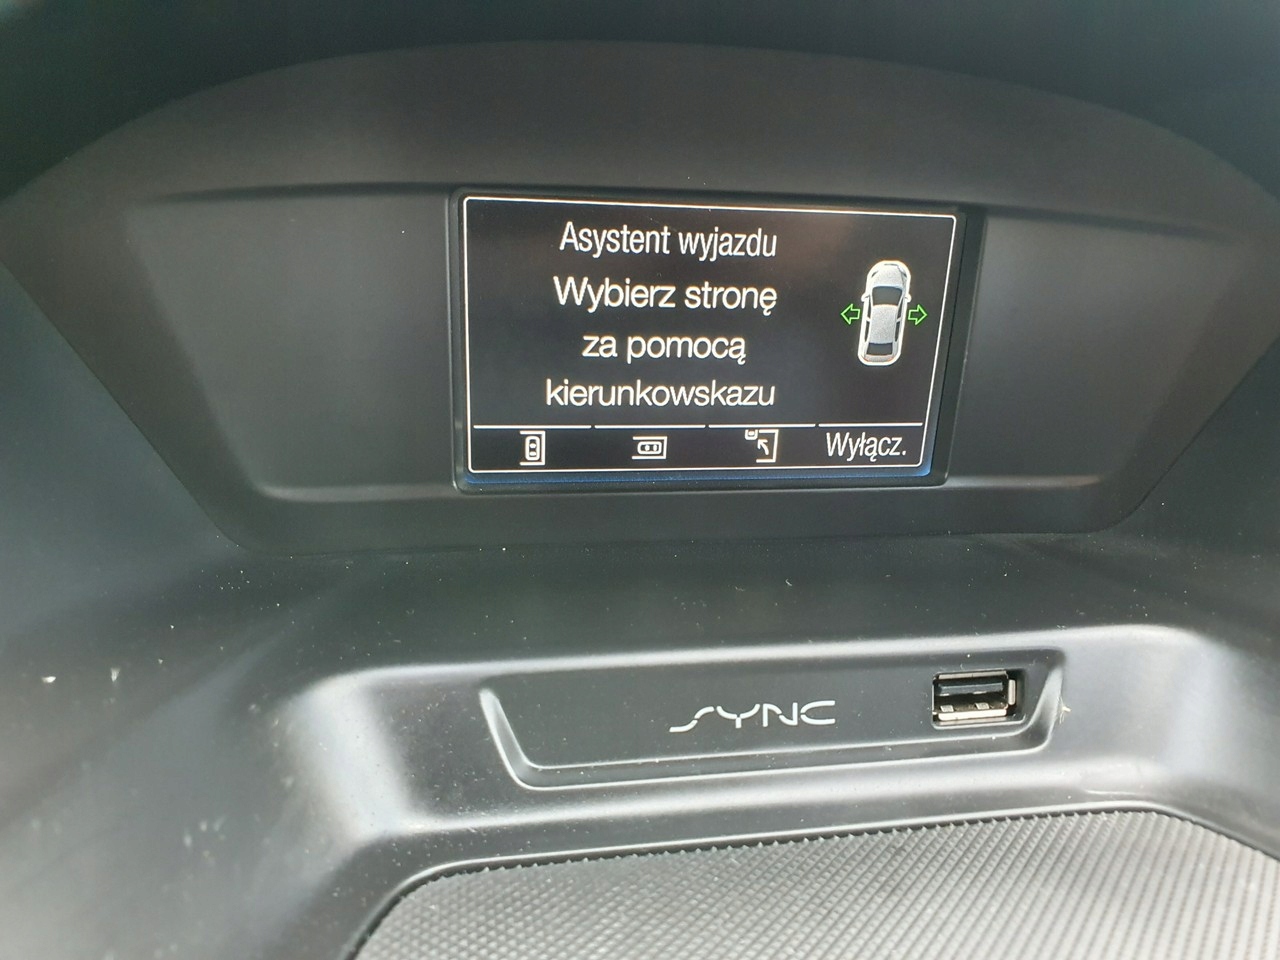 Asystent wyjazdu
Wybierz stronę
za pomocą
kierunkowskazu
Wyłącz.
SYNC